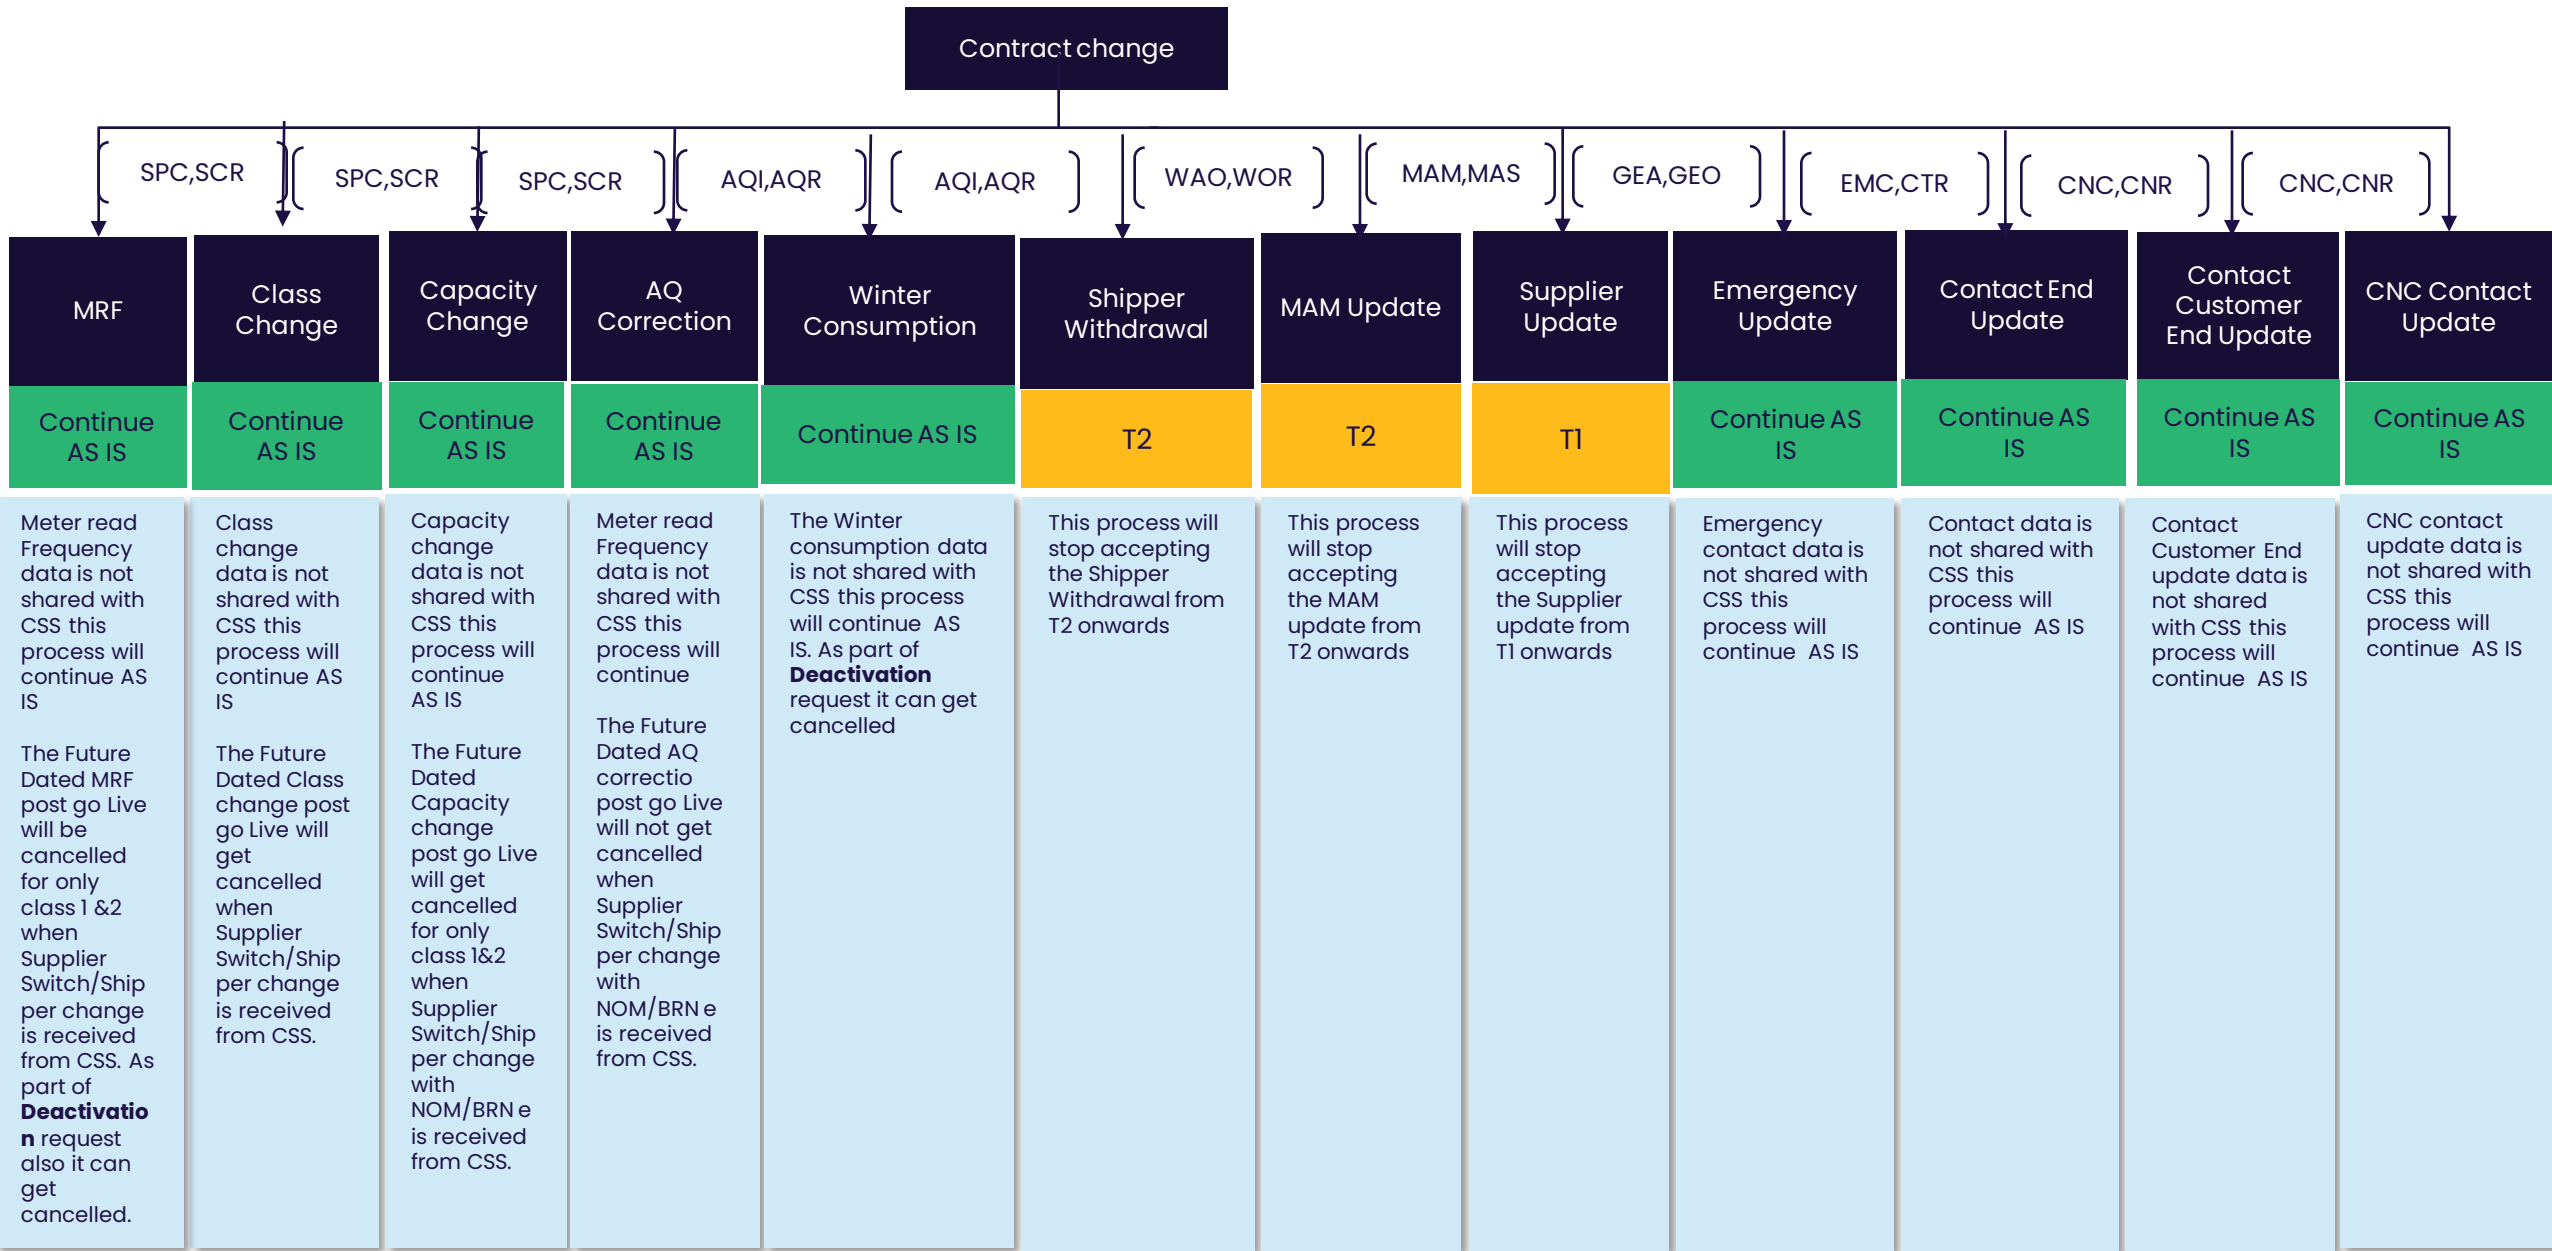 Contract change
SPC,SCR
SPC,SCR
SPC,SCR
AQI,AQR
AQI,AQR
WAO,WOR
MAM,MAS
GEA,GEO
EMC,CTR
CNC,CNR
CNC,CNR
MRF
Class
Change
Capacity
Change
AQ
Correction
Winter
Consumption
Shipper
Withdrawal
MAM Update
Supplier
Update
Emergency
Update
Contact End
Update
Contact
Customer
End Update
CNC Contact
Update
Continue
AS IS
Continue
AS IS
Continue
AS IS
Continue
AS IS
Continue AS IS
T2
T2
T1
Continue AS
IS
Continue AS
IS
Continue AS
IS
Continue AS
IS
Meter read
Frequency
data is not
shared with
CSS this
process will
continue AS
IS
The Future
Dated MRF
post go Live
will be
cancelled
for only
class 1 &2
when
Supplier
Switch/Ship
per change
is received
from CSS. As
part of
Deactivatio
n request
also it can
get
cancelled.
Class
change
data is not
shared with
CSS this
process will
continue AS
IS
The Future
Dated Class
change post
go Live will
get
cancelled
when
Supplier
Switch/Ship
per change
is received
from CSS.
Capacity
change
data is not
shared with
CSS this
process will
continue
AS IS
The Future
Dated
Capacity
change
post go Live
will get
cancelled
for only
class 1&2
when
Supplier
Switch/Ship
per change
with
NOM/BRN e
is received
from CSS.
Meter read
Frequency
data is not
shared with
CSS this
process will
continue
The Future
Dated AQ
correctio
post go Live
will not get
cancelled
when
Supplier
Switch/Ship
per change
with
NOM/BRN e
is received
from CSS.
The Winter
consumption data
is not shared with
CSS this process
will continue AS
IS. As part of
Deactivation
request it can get
cancelled
This process will
stop accepting
the Shipper
Withdrawal from
T2 onwards
This process
will stop
accepting
the MAM
update from
T2 onwards
This process
will stop
accepting
the Supplier
update from
T1 onwards
Emergency
contact data is
not shared with
CSS this
process will
continue AS IS
Contact data is
not shared with
CSS this
process will
continue AS IS
Contact
Customer End
update data is
not shared
with CSS this
process will
continue AS IS
CNC contact
update data is
not shared with
CSS this
process will
continue AS IS